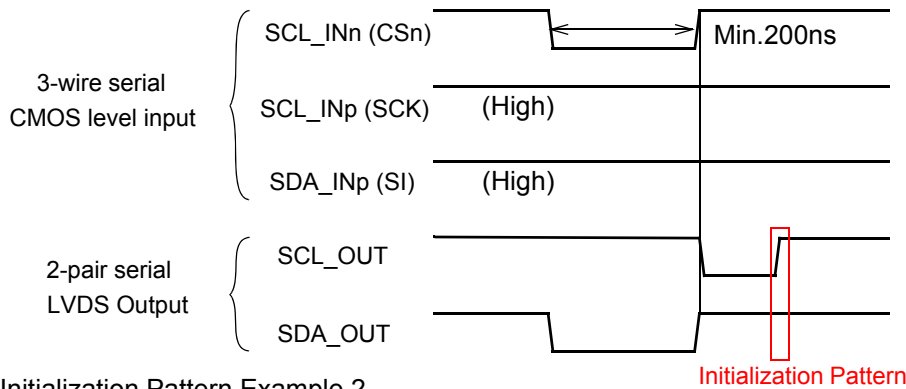 SCL_INn (CSn)
Min.200ns
3-wire serial
CMOS level input
SCL_INp (SCK)
(High)
SDA_INp (SI)
(High)
2-pair serial
LVDS Output
SCL_OUT
SDA_OUT
Initialization Pattern
Initialization Pattern Example 2